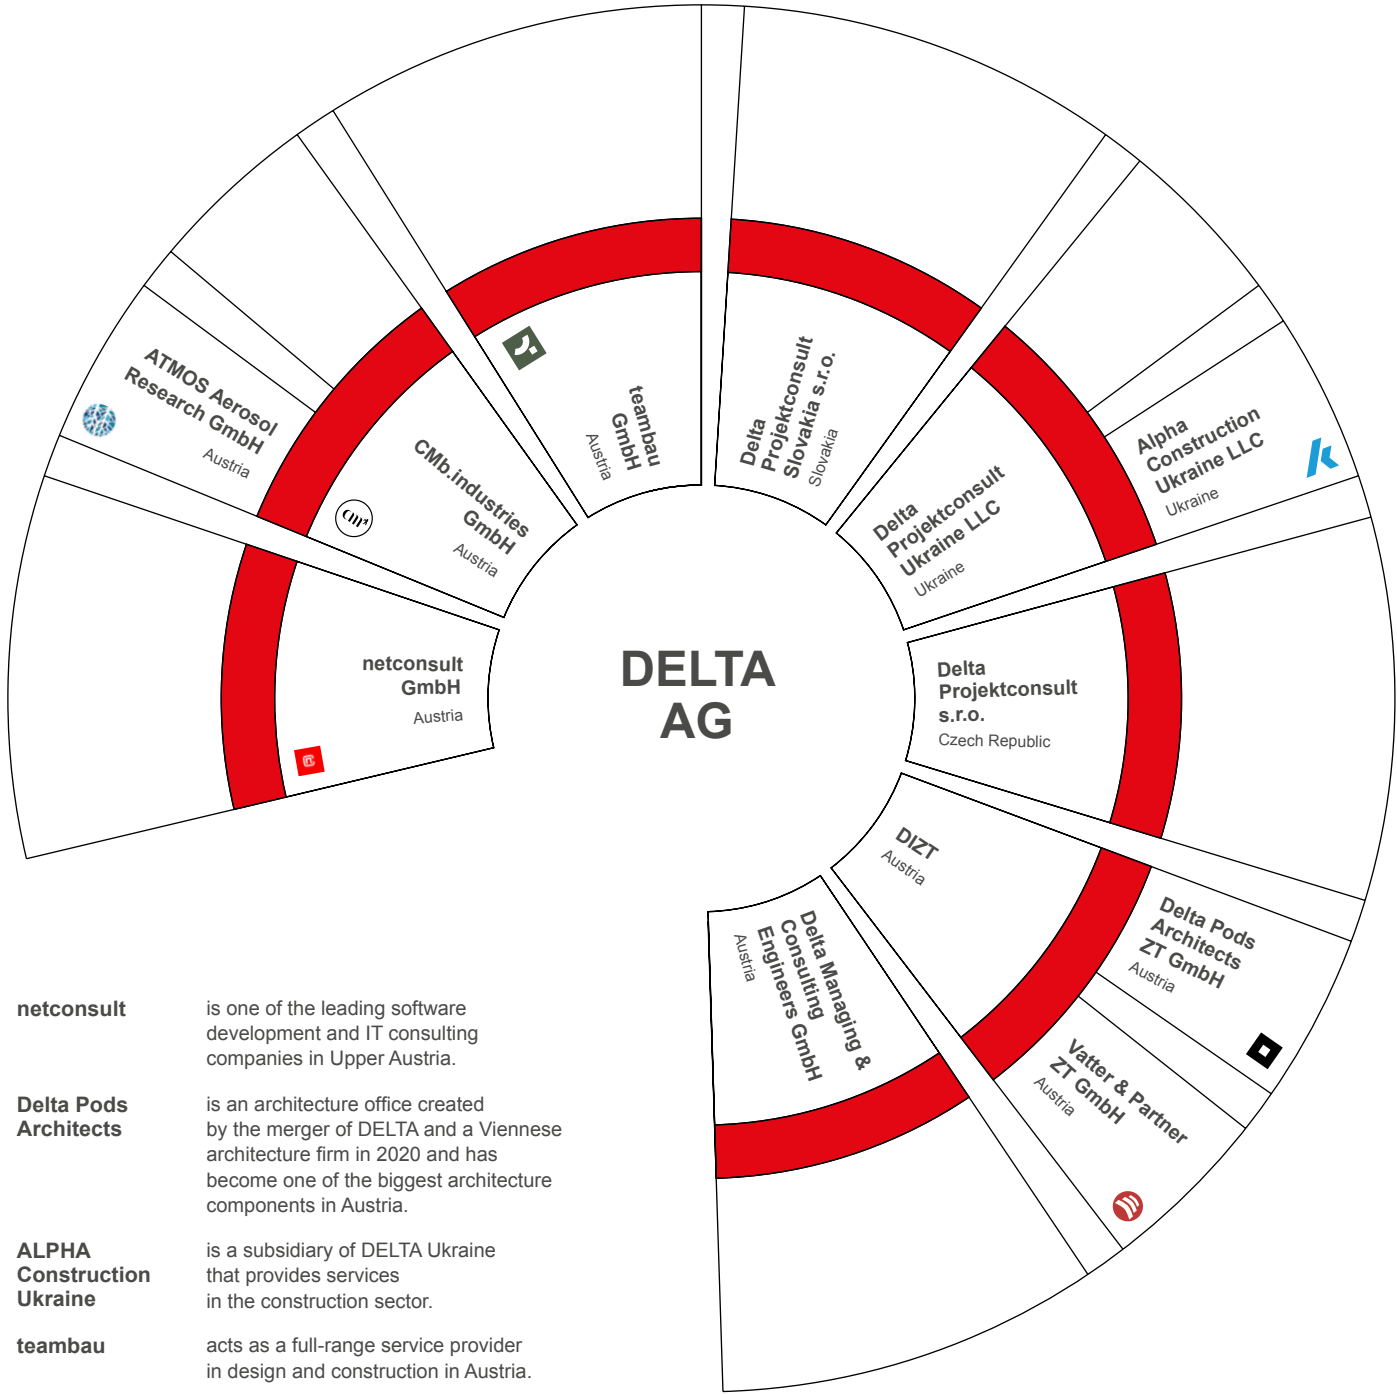 DELTA
AG
netconsult
GmbH
Austria
ATMOS Aerosol
Research GmbH
Austria
CMb.industries
GmbH
Austria
cm
teambau
GmbH
Austria
Delta
Projektconsult
Slovakia s.r.o.
Slovakia
Delta
Projektconsult
Ukraine LLC
Ukraine
Alpha
Construction
Ukraine LLC
Ukraine
Delta
Projektconsult
s.r.o.
Czech Republic
DIZT
Austria
Delta Pods
Architects
ZT GmbH
Austria
Vatter & Partner
ZT GmbH
Austria
Delta Managing &
Consulting
Engineers GmbH
Austria
netconsult
is one of the leading software
development and IT consulting
companies in Upper Austria.
Delta Pods
Architects
is an architecture office created
by the merger of DELTA and a Viennese
architecture firm in 2020 and has
become one of the biggest architecture
components in Austria.
ALPHA
Construction
Ukraine
is a subsidiary of DELTA Ukraine
that provides services
in the construction sector.
teambau
acts as a full-range service provider
in design and construction in Austria.